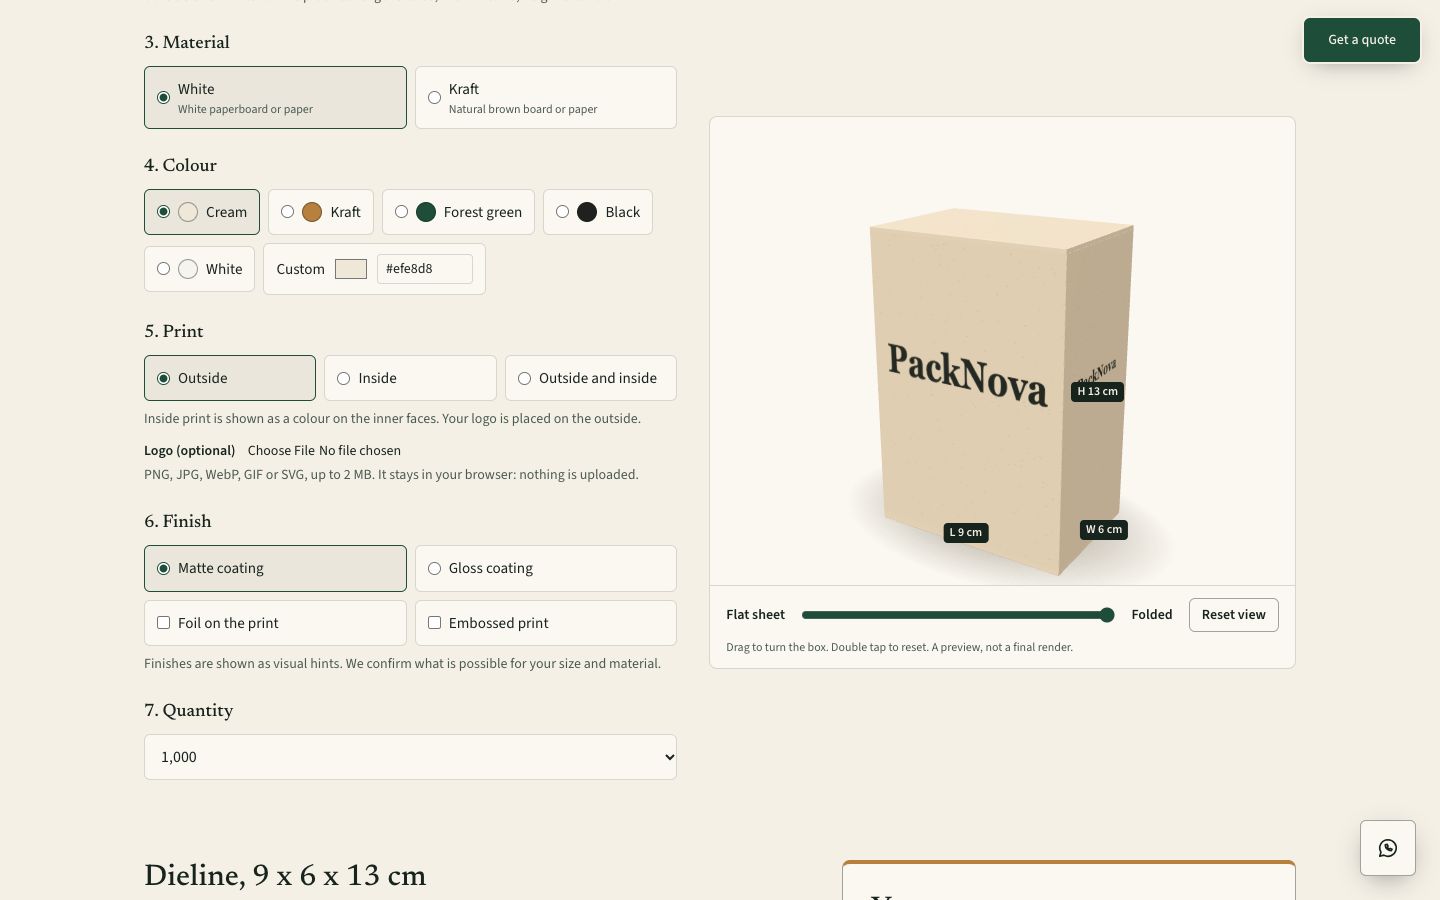 Get a quote
3. Material
White
White paperboard or paper
Kraft
Natural brown board or paper
4. Colour
Cream
Kraft
Forest green
Black
White
Custom
#efe8d8
5. Print
Outside
Inside
Outside and inside
Inside print is shown as a colour on the inner faces. Your logo is placed on the outside.
Logo (optional) Choose File No file chosen
PNG, JPG, WebP, GIF or SVG, up to 2 MB. It stays in your browser: nothing is uploaded.
6. Finish
Matte coating
Gloss coating
Foil on the print
Embossed print
Finishes are shown as visual hints. We confirm what is possible for your size and material.
7. Quantity
1,000
PackNova
PackNova
H 13 cm
L 9 cm
W 6 cm
Flat sheet
Folded
Reset view
Drag to turn the box. Double tap to reset. A preview, not a final render.
Dieline, 9 x 6 x 13 cm